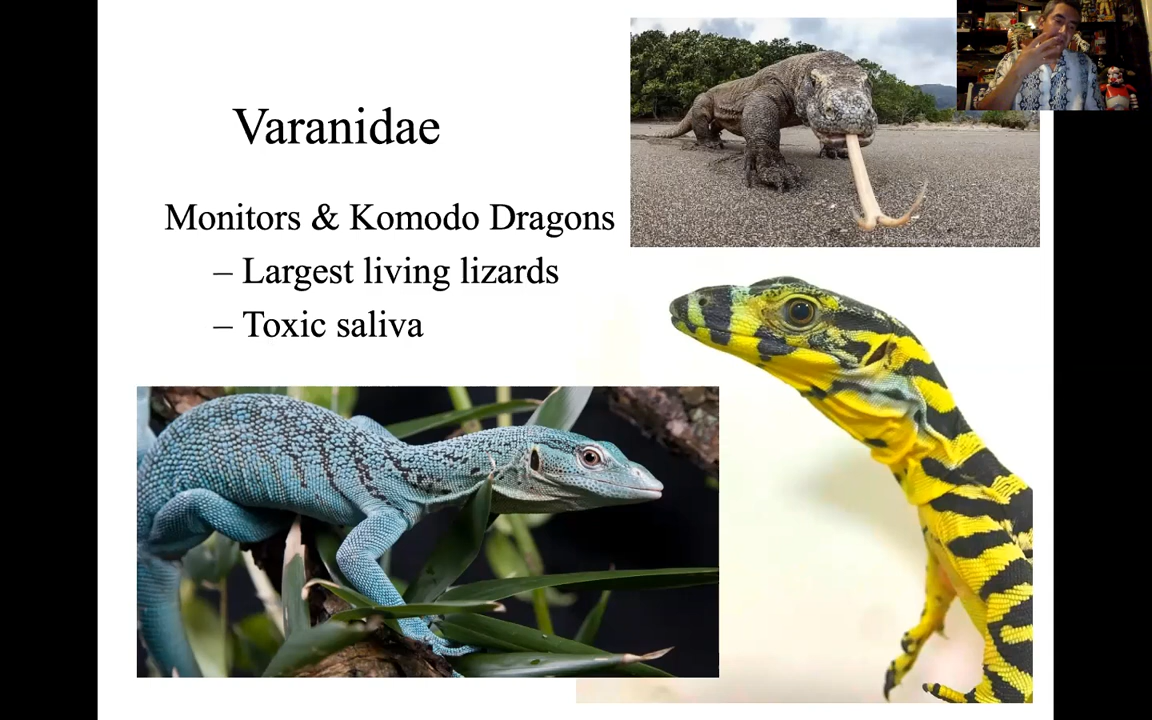 Varanidae
Monitors & Komodo Dragons
– Largest living lizards
– Toxic saliva